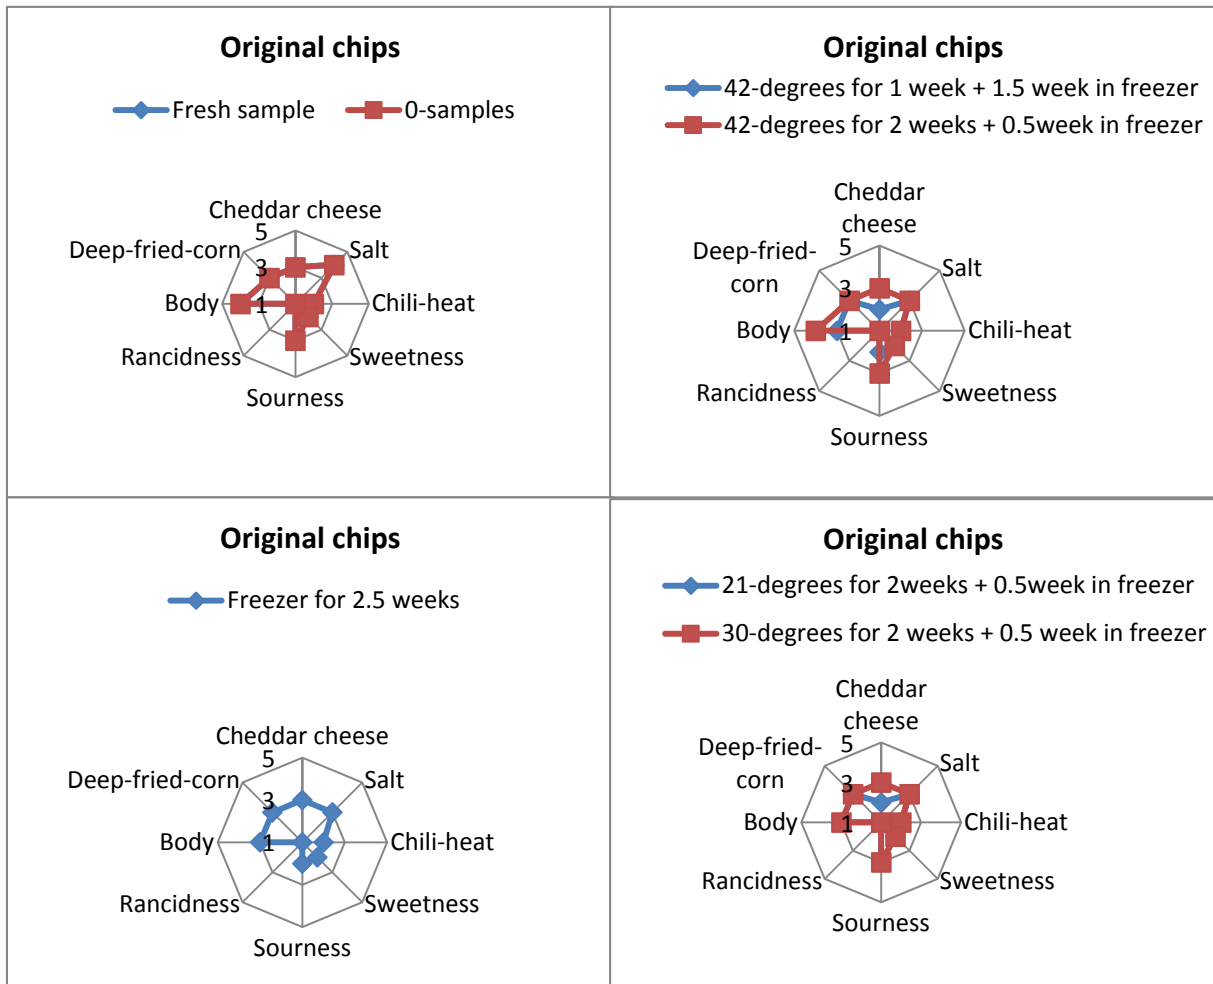 Original chips
Fresh sample 0-samples
Cheddar cheese
5
Deep-fried-corn
Salt
3
Body
1
Chili-heat
Rancidness
Sweetness
Sourness
Original chips
42-degrees for 1 week + 1.5 week in freezer
42-degrees for 2 weeks + 0.5week in freezer
Cheddar
cheese
5
Deep-fried-
corn
Salt
3
Body
1
Chili-heat
Rancidness
Sweetness
Sourness
Original chips
Freezer for 2.5 weeks
Cheddar cheese
5
Deep-fried-corn
Salt
3
Body
1
Chili-heat
Rancidness
Sweetness
Sourness
Original chips
21-degrees for 2weeks + 0.5week in freezer
30-degrees for 2 weeks + 0.5 week in freezer
Cheddar
cheese
5
Deep-fried-
corn
Salt
3
Body
1
Chili-heat
Rancidness
Sweetness
Sourness